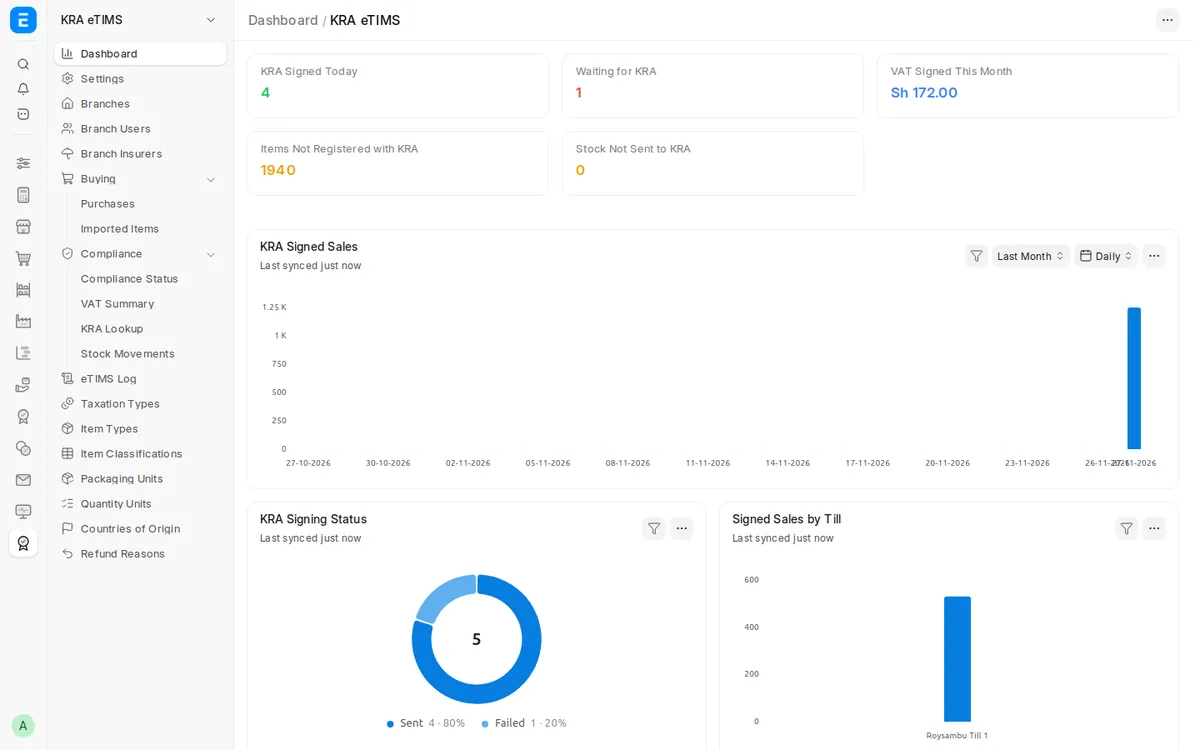 E
KRA eTIMS
Dashboard
Settings
Branches
Branch Users
Branch Insurers
Buying
Purchases
Imported Items
Compliance
Compliance Status
VAT Summary
KRA Lookup
Stock Movements
eTIMS Log
Taxation Types
Item Types
Item Classifications
Packaging Units
Quantity Units
Countries of Origin
Refund Reasons
A
Dashboard / KRA eTIMS
KRA Signed Today
4
Waiting for KRA
1
VAT Signed This Month
Sh 172.00
Items Not Registered with KRA
1940
Stock Not Sent to KRA
0
KRA Signed Sales
Last synced just now
Last Month
Daily
1.25 K
1 K
750
500
250
0
27-10-2026 30-10-2026 02-11-2026 05-11-2026 08-11-2026 11-11-2026 14-11-2026 17-11-2026 20-11-2026 23-11-2026
KRA Signing Status
Last synced just now
5
Sent 4 · 80% Failed 1 · 20%
Signed Sales by Till
Last synced just now
600
400
200
0
Roysambu Till 1